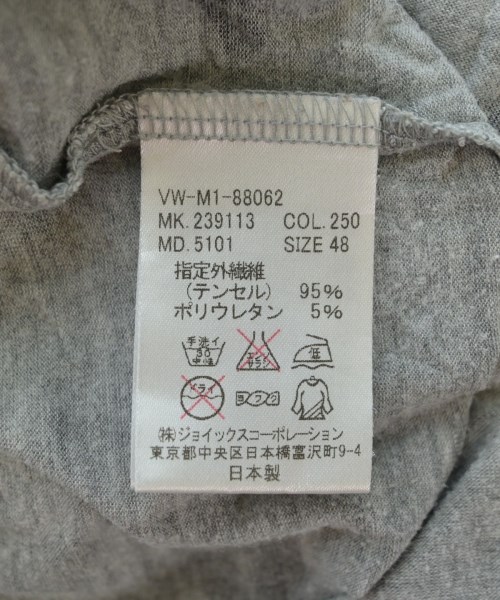 VW-M1-88062
MK. 239113 COL. 250
MD. 5101 SIZE 48
指定外繊維
(テンセル) 95%
ポリウレタン 5%
手洗イ 30 中性 エンソ サラシ 低
ドライ ヨワク
(株)ジョイックスコーポレーション
東京都中央区日本橋富沢町9-4
日本製